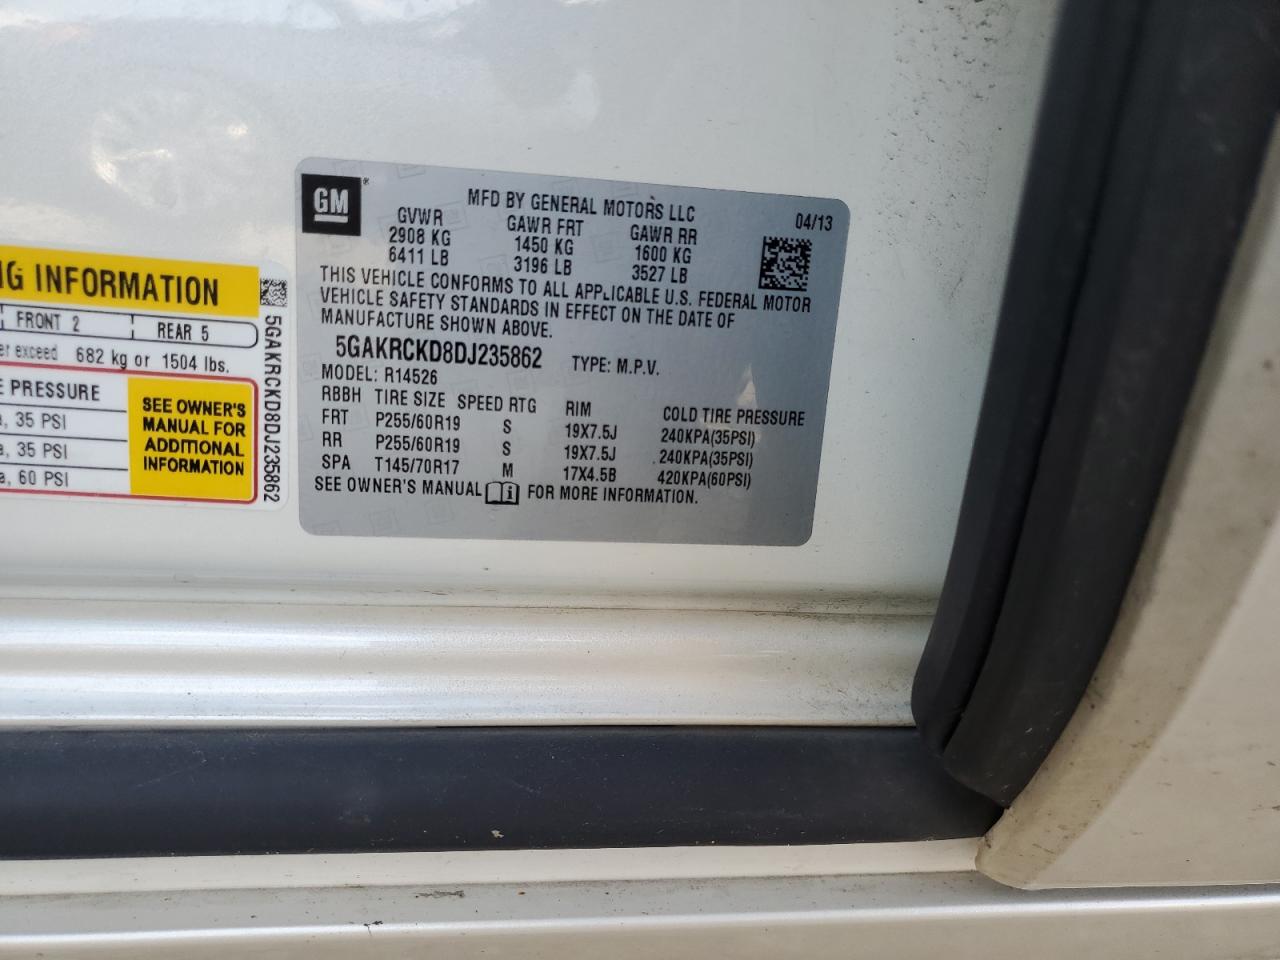 GM
MFD BY GENERAL MOTORS LLC
04/13
GVWR GAWR FRT GAWR RR
2908 KG 1450 KG 1600 KG
6411 LB 3196 LB 3527 LB
THIS VEHICLE CONFORMS TO ALL APPLICABLE U.S. FEDERAL MOTOR
VEHICLE SAFETY STANDARDS IN EFFECT ON THE DATE OF
MANUFACTURE SHOWN ABOVE.
5GAKRCKD8DJ235862 TYPE: M.P.V.
MODEL: R14526
RBBH TIRE SIZE SPEED RTG RIM COLD TIRE PRESSURE
FRT P255/60R19 S 19X7.5J 240KPA(35PSI)
RR P255/60R19 S 19X7.5J 240KPA(35PSI)
SPA T145/70R17 M 17X4.5B 420KPA(60PSI)
SEE OWNER'S MANUAL i FOR MORE INFORMATION.
INFORMATION
FRONT 2 REAR 5
exceed 682 kg or 1504 lbs.
PRESSURE
35 PSI
35 PSI
60 PSI
SEE OWNER'S
MANUAL FOR
ADDITIONAL
INFORMATION
5GAKRCKD8DJ235862